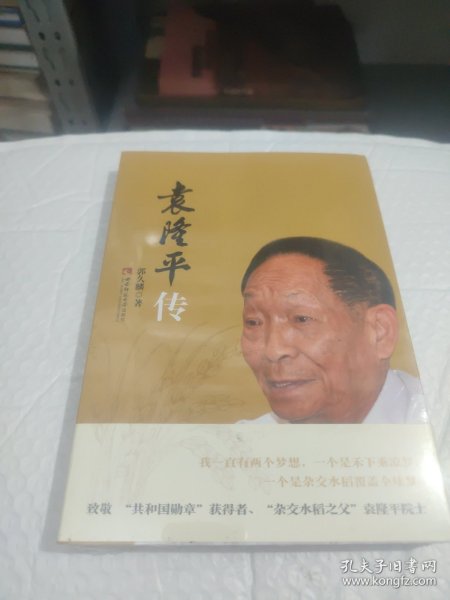 袁隆平传
郭久麟◎著
我一直有两个梦想，一个是禾下乘凉梦
一个是杂交水稻覆盖全球梦
致敬 “共和国勋章”获得者、“杂交水稻之父”袁隆平院士
孔夫子旧书网
www.kongfz.com